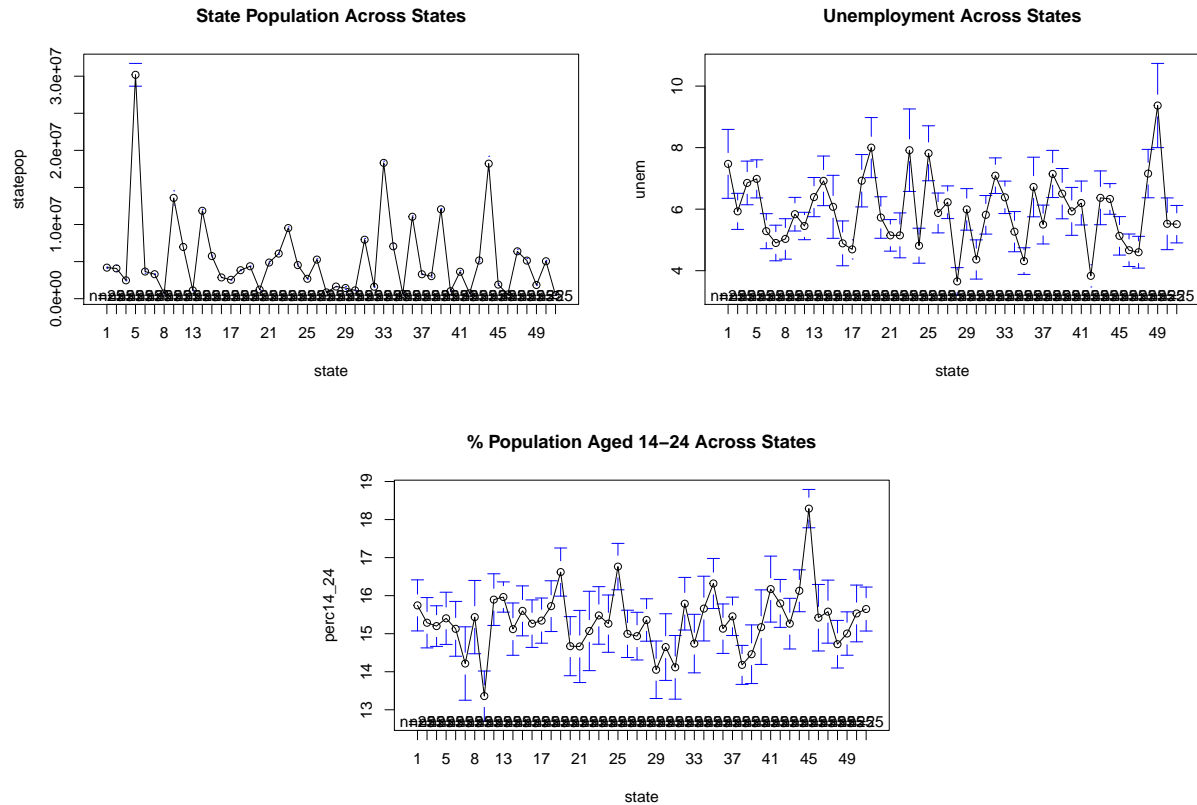 State Population Across States
statepop
0.0e+00
1.0e+07
2.0e+07
3.0e+07
1 5 8 13 17 21 25 29 33 37 41 45 49
state
Unemployment Across States
unem
4
6
8
10
1 5 8 13 17 21 25 29 33 37 41 45 49
state
% Population Aged 14−24 Across States
perc14_24
13
14
15
16
17
18
19
1 5 8 13 17 21 25 29 33 37 41 45 49
state